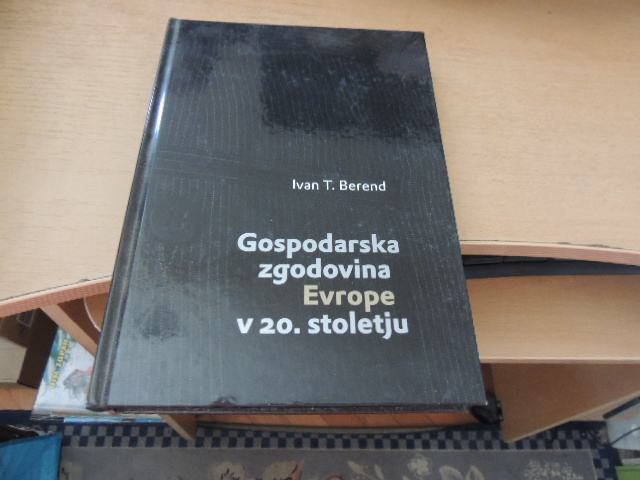 Ivan T. Berend
Gospodarska
zgodovina
Evrope
v 20. stoletju